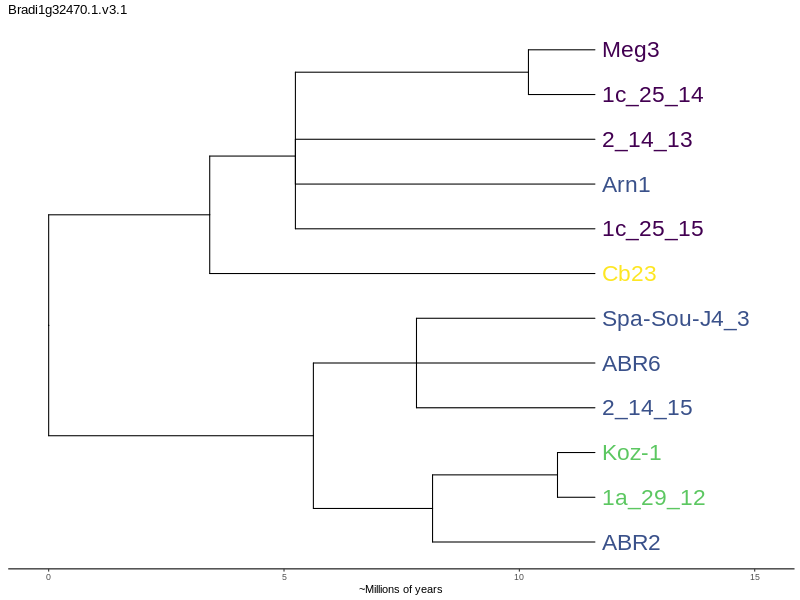 Bradi1g32470.1.v3.1
Meg3
1c_25_14
2_14_13
Arn1
1c_25_15
Cb23
Spa-Sou-J4_3
ABR6
2_14_15
Koz-1
1a_29_12
ABR2
0 5 10 15
~Millions of years